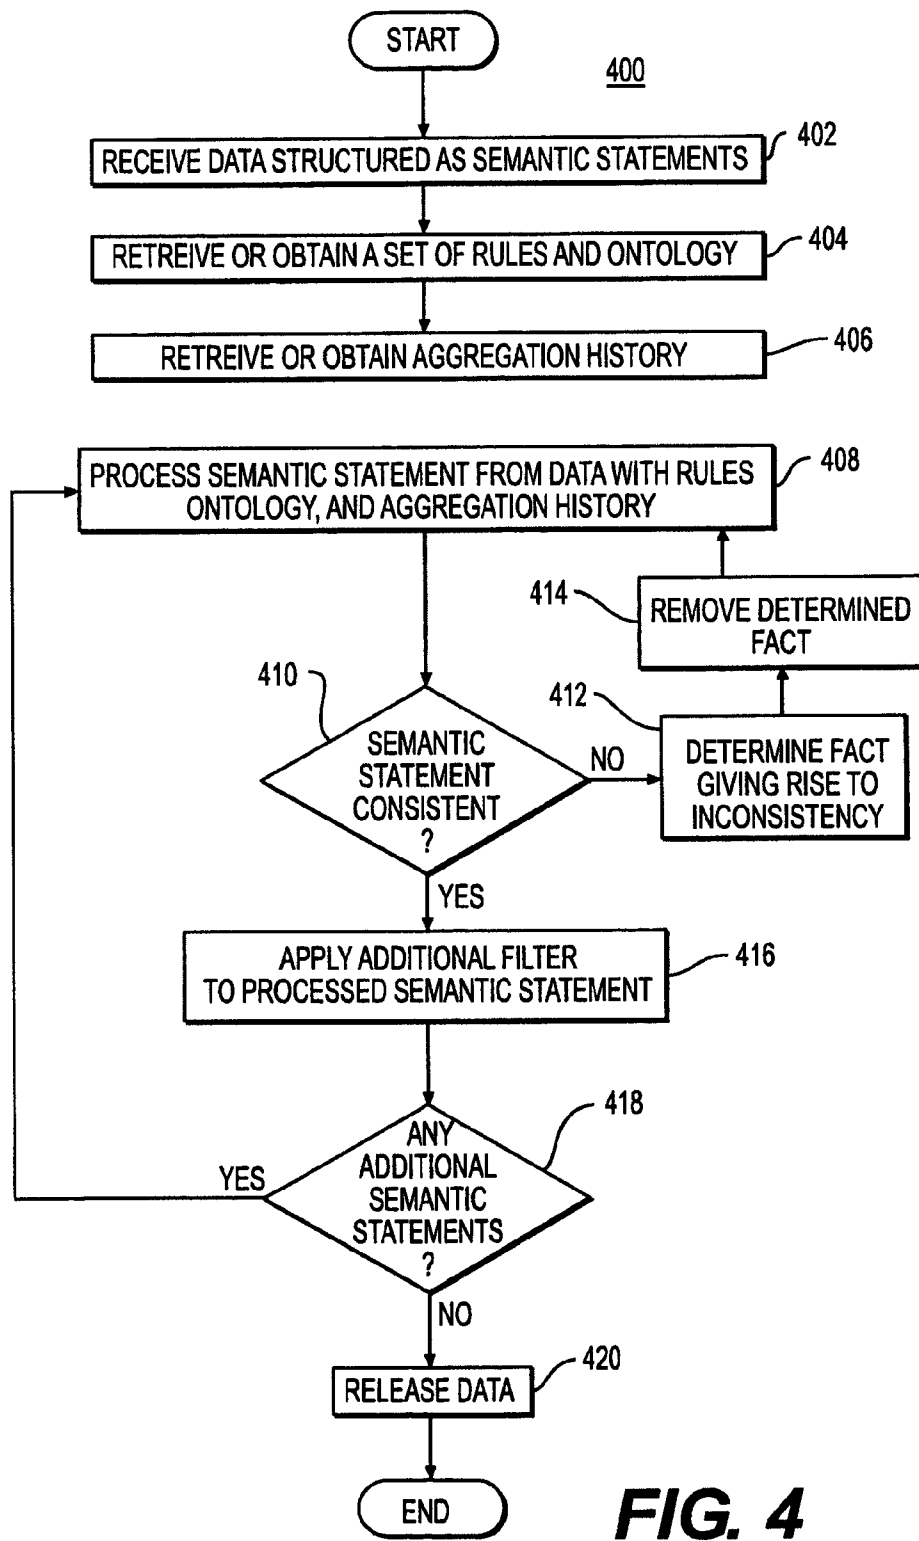 START
400
402
RECEIVE DATA STRUCTURED AS SEMANTIC STATEMENTS
404
RETREIVE OR OBTAIN A SET OF RULES AND ONTOLOGY
406
RETREIVE OR OBTAIN AGGREGATION HISTORY
408
PROCESS SEMANTIC STATEMENT FROM DATA WITH RULES
ONTOLOGY, AND AGGREGATION HISTORY
414
REMOVE DETERMINED
FACT
410
412
SEMANTIC
STATEMENT
CONSISTENT
?
NO
DETERMINE FACT
GIVING RISE TO
INCONSISTENCY
YES
APPLY ADDITIONAL FILTER
TO PROCESSED SEMANTIC STATEMENT
416
418
ANY
ADDITIONAL
SEMANTIC
STATEMENTS
?
YES
NO
420
RELEASE DATA
END
FIG. 4